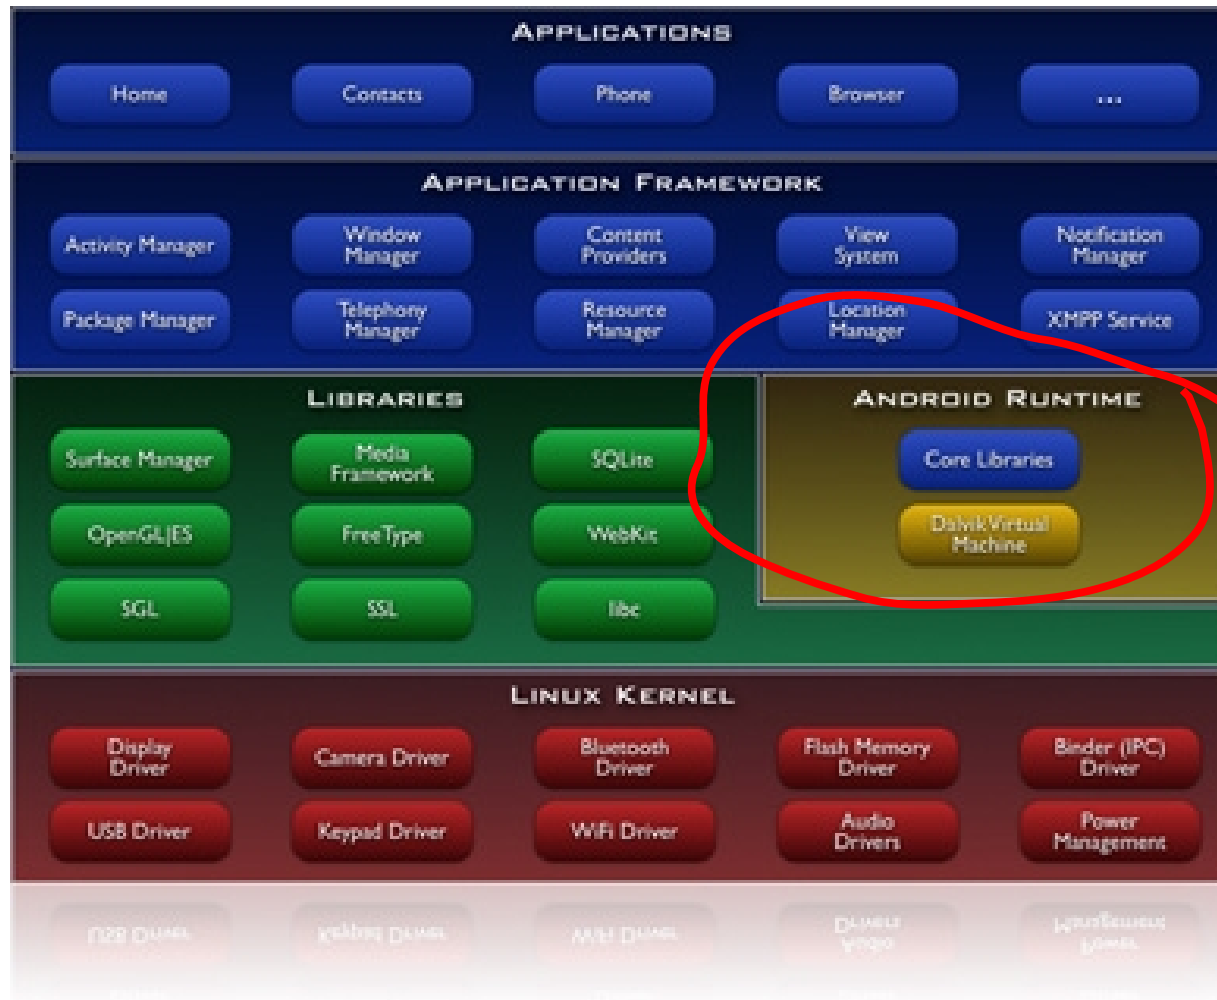 APPLICATIONS
Home
Contacts
Phone
Browser
...
APPLICATION FRAMEWORK
Activity Manager
Window
Manager
Content
Providers
View
System
Notification
Manager
Package Manager
Telephony
Manager
Resource
Manager
Location
Manager
XMPP Service
LIBRARIES
Surface Manager
Media
Framework
SQLite
OpenGL|ES
FreeType
WebKit
SGL
SSL
libc
ANDROID RUNTIME
Core Libraries
Dalvik Virtual
Machine
LINUX KERNEL
Display
Driver
Camera Driver
Bluetooth
Driver
Flash Memory
Driver
Binder (IPC)
Driver
USB Driver
Keypad Driver
WiFi Driver
Audio
Drivers
Power
Management